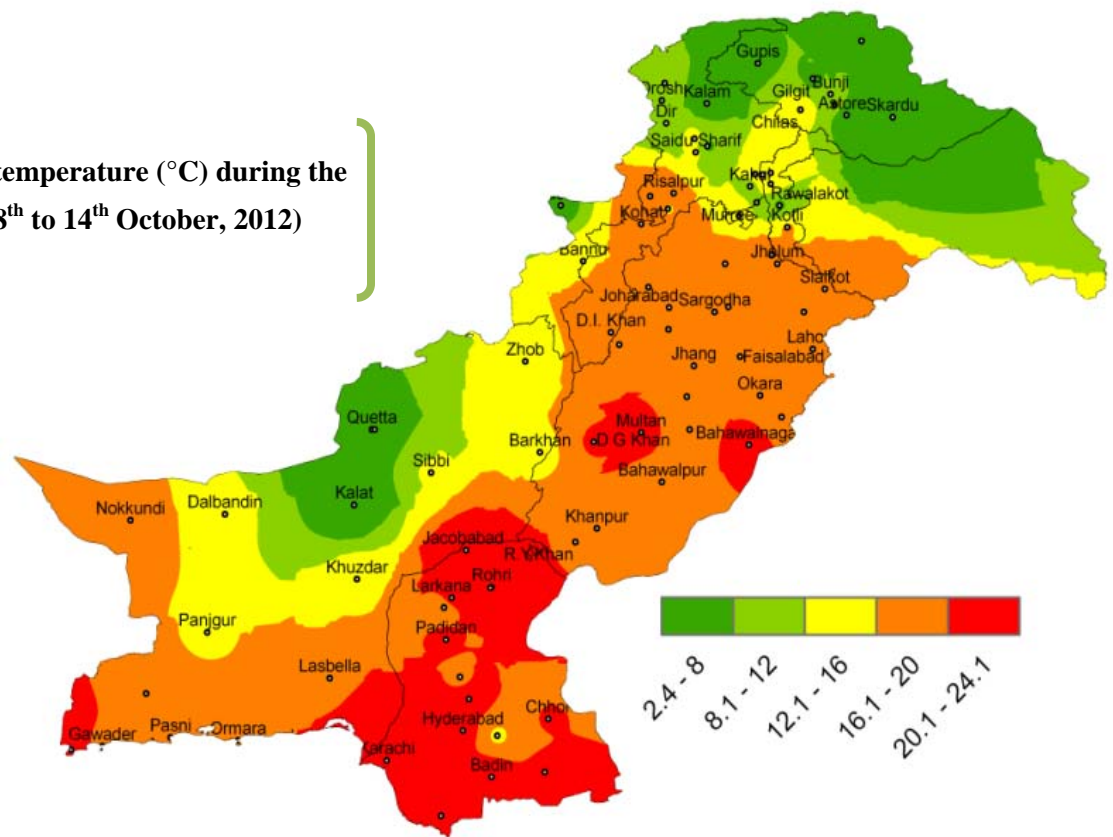 temperature (°C) during the
8th to 14th October, 2012)
Gupis
Bunji
Drosh
Kalam
Gilgit
Astore
Skardu
Dir
Chilas
Saidu Sharif
Risalpur
Rawalakot
Kohat
Murree
Kotli
Bannu
Jhelum
Sialkot
Joharabad
Sargodha
D.I. Khan
Zhob
Jhang
Faisalabad
Okara
Quetta
Multan
D G Khan
Barkhan
Sibbi
Bahawalpur
Kalat
Dalbandin
Nokkundi
Khanpur
Jacobabad
R.Y.Khan
Khuzdar
Rohri
Larkana
Panjgur
Padidan
Lasbella
Chhor
Hyderabad
Pasni
Ormara
Gawader
Karachi
Badin
2.4 - 8
8.1 - 12
12.1 - 16
16.1 - 20
20.1 - 24.1